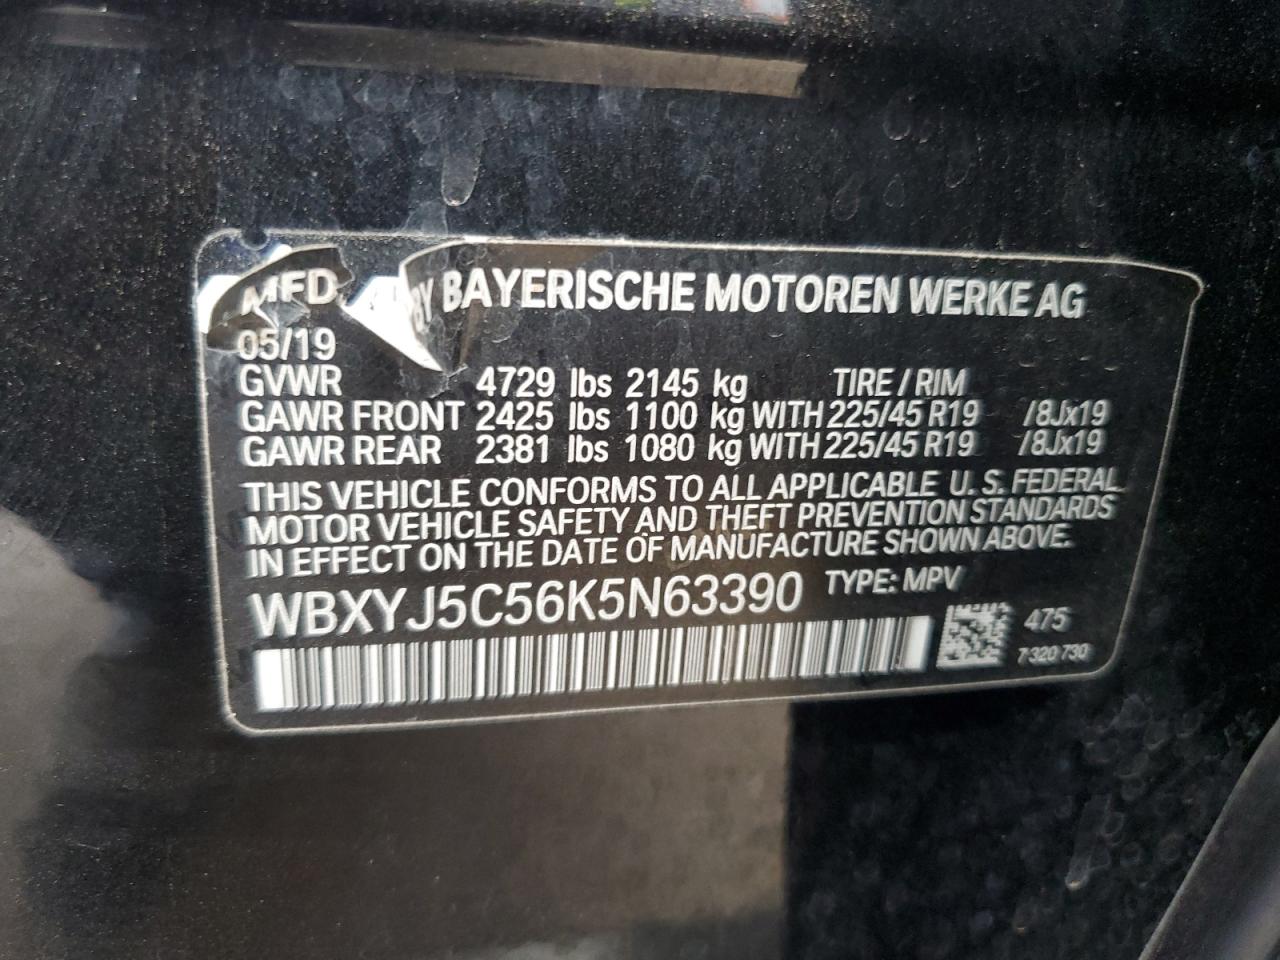 MFD. BY BAYERISCHE MOTOREN WERKE AG
05/19
GVWR 4729 lbs 2145 kg TIRE / RIM
GAWR FRONT 2425 lbs 1100 kg WITH 225/45 R19 /8Jx19
GAWR REAR 2381 lbs 1080 kg WITH 225/45 R19 /8Jx19
THIS VEHICLE CONFORMS TO ALL APPLICABLE U.S. FEDERAL
MOTOR VEHICLE SAFETY AND THEFT PREVENTION STANDARDS
IN EFFECT ON THE DATE OF MANUFACTURE SHOWN ABOVE.
WBXYJ5C56K5N63390 TYPE: MPV
475
7 320 730